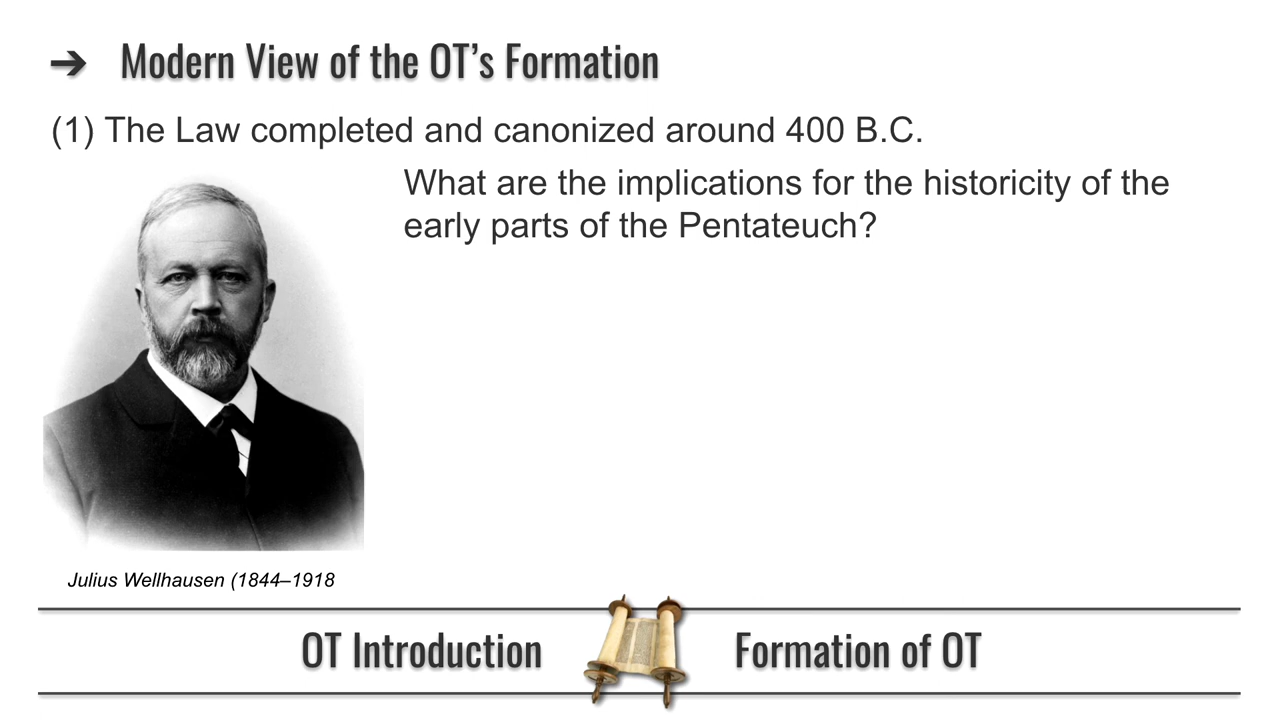 ➔ Modern View of the OT’s Formation
(1) The Law completed and canonized around 400 B.C.
What are the implications for the historicity of the
early parts of the Pentateuch?
Julius Wellhausen (1844–1918
OT Introduction
Formation of OT